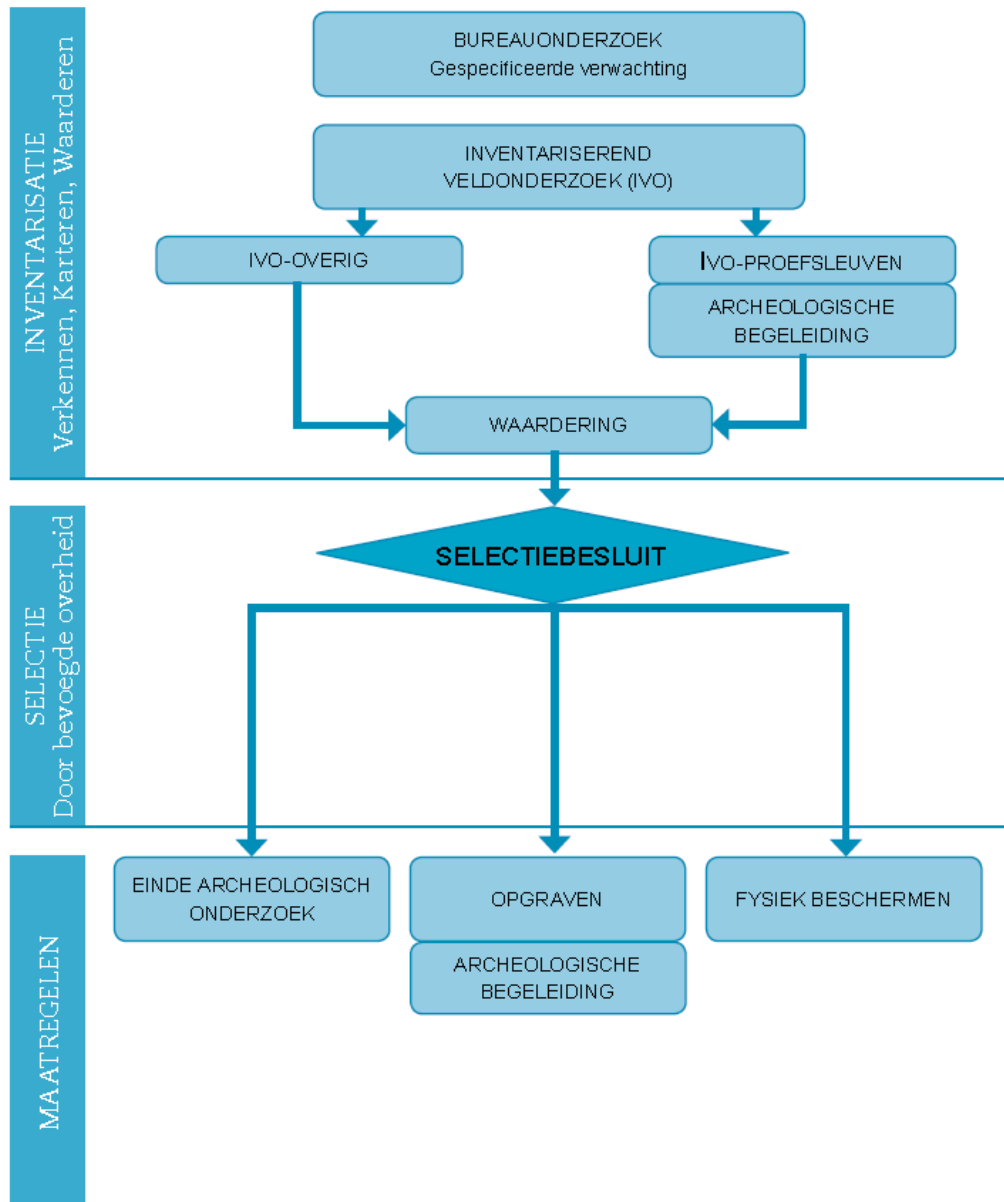 INVENTARISATIE
Verkennen, Karteren, Waarderen
BUREAUONDERZOEK
Gespecificeerde verwachting
INVENTARISEREND
VELDONDERZOEK (IVO)
IVO-OVERIG
IVO-PROEFSLEUVEN
ARCHEOLOGISCHE
BEGELEIDING
WAARDERING
SELECTIE
Door bevoegde overheid
SELECTIEBESLUIT
MAATREGELEN
EINDE ARCHEOLOGISCH
ONDERZOEK
OPGRAVEN
ARCHEOLOGISCHE
BEGELEIDING
FYSIEK BESCHERMEN